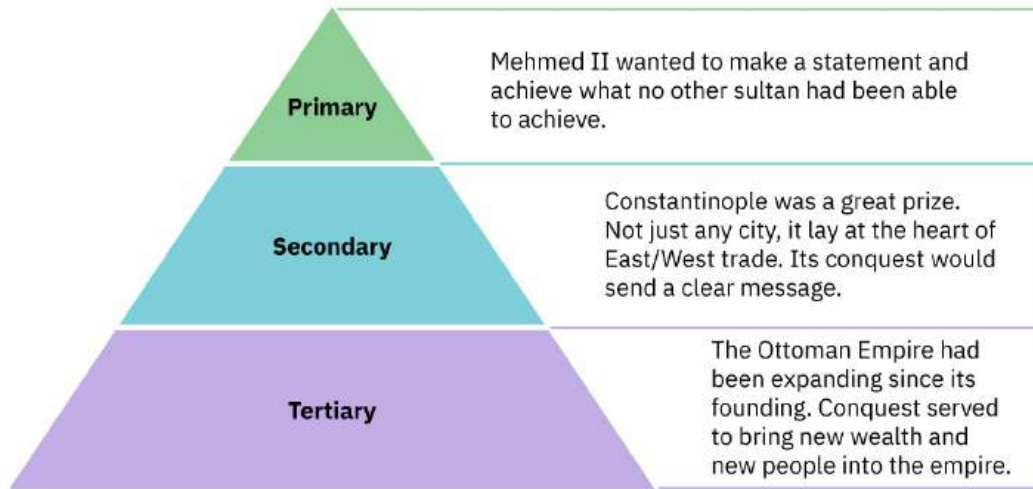 Primary
Mehmed II wanted to make a statement and
achieve what no other sultan had been able
to achieve.
Secondary
Constantinople was a great prize.
Not just any city, it lay at the heart of
East/West trade. Its conquest would
send a clear message.
Tertiary
The Ottoman Empire had
been expanding since its
founding. Conquest served
to bring new wealth and
new people into the empire.